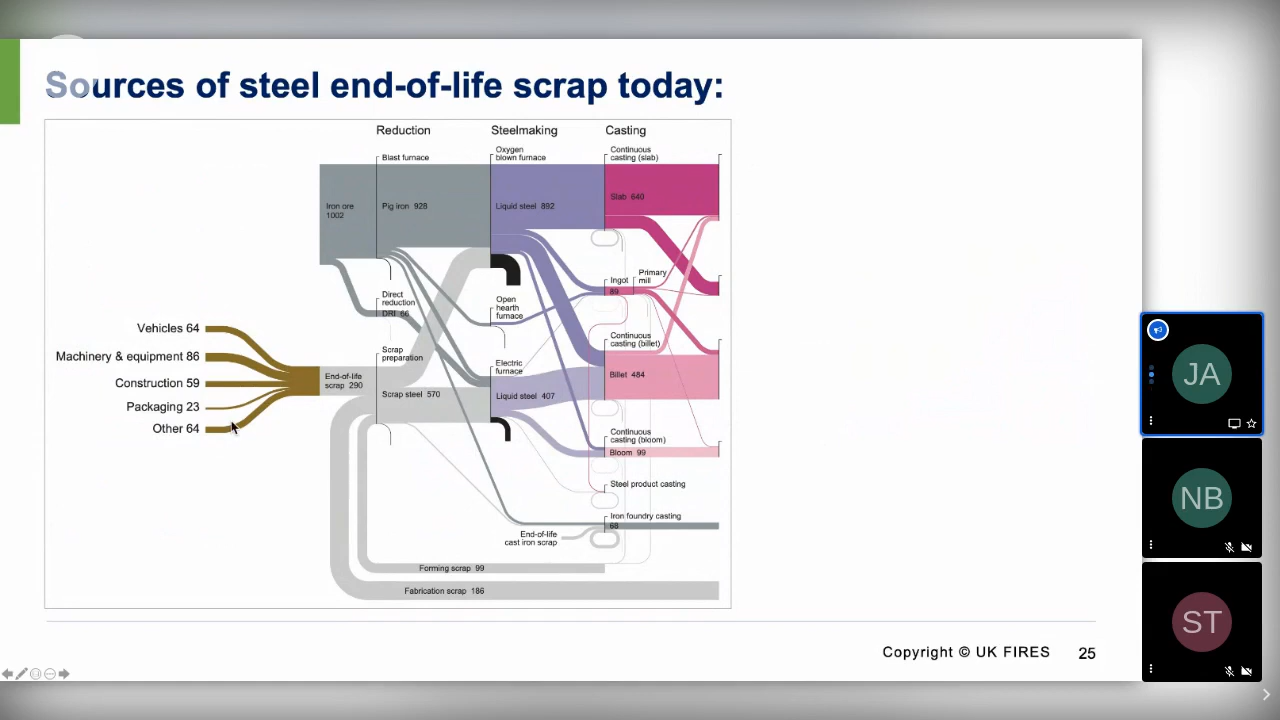 Sources of steel end-of-life scrap today:
Reduction
Steelmaking
Casting
Blast furnace
Oxygen
blown furnace
Continuous
casting (slab)
Iron ore
1002
Pig iron 928
Liquid steel 892
Slab 640
Direct
reduction
DRI 66
Open
hearth
furnace
Ingot
89
Primary
mill
Vehicles 64
Machinery & equipment 86
Construction 59
Packaging 23
Other 64
End-of-life
scrap 290
Scrap
preparation
Scrap steel 570
Electric
furnace
Liquid steel 407
Continuous
casting (billet)
Billet 484
Continuous
casting (bloom)
Bloom 99
Steel product casting
Iron foundry casting
68
End-of-life
cast iron scrap
Forming scrap 99
Fabrication scrap 186
Copyright © UK FIRES 25
JA
NB
ST